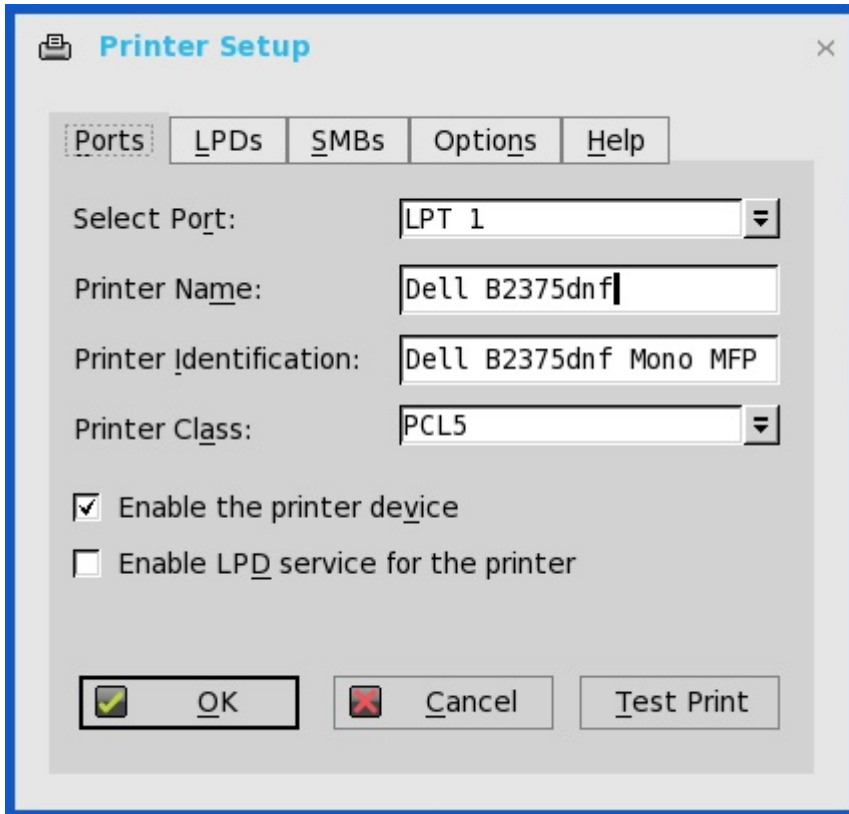 Printer Setup
Ports LPDs SMBs Options Help
Select Port: LPT 1
Printer Name: Dell B2375dnf
Printer Identification: Dell B2375dnf Mono MFP
Printer Class: PCL5
Enable the printer device
Enable LPD service for the printer
OK Cancel Test Print